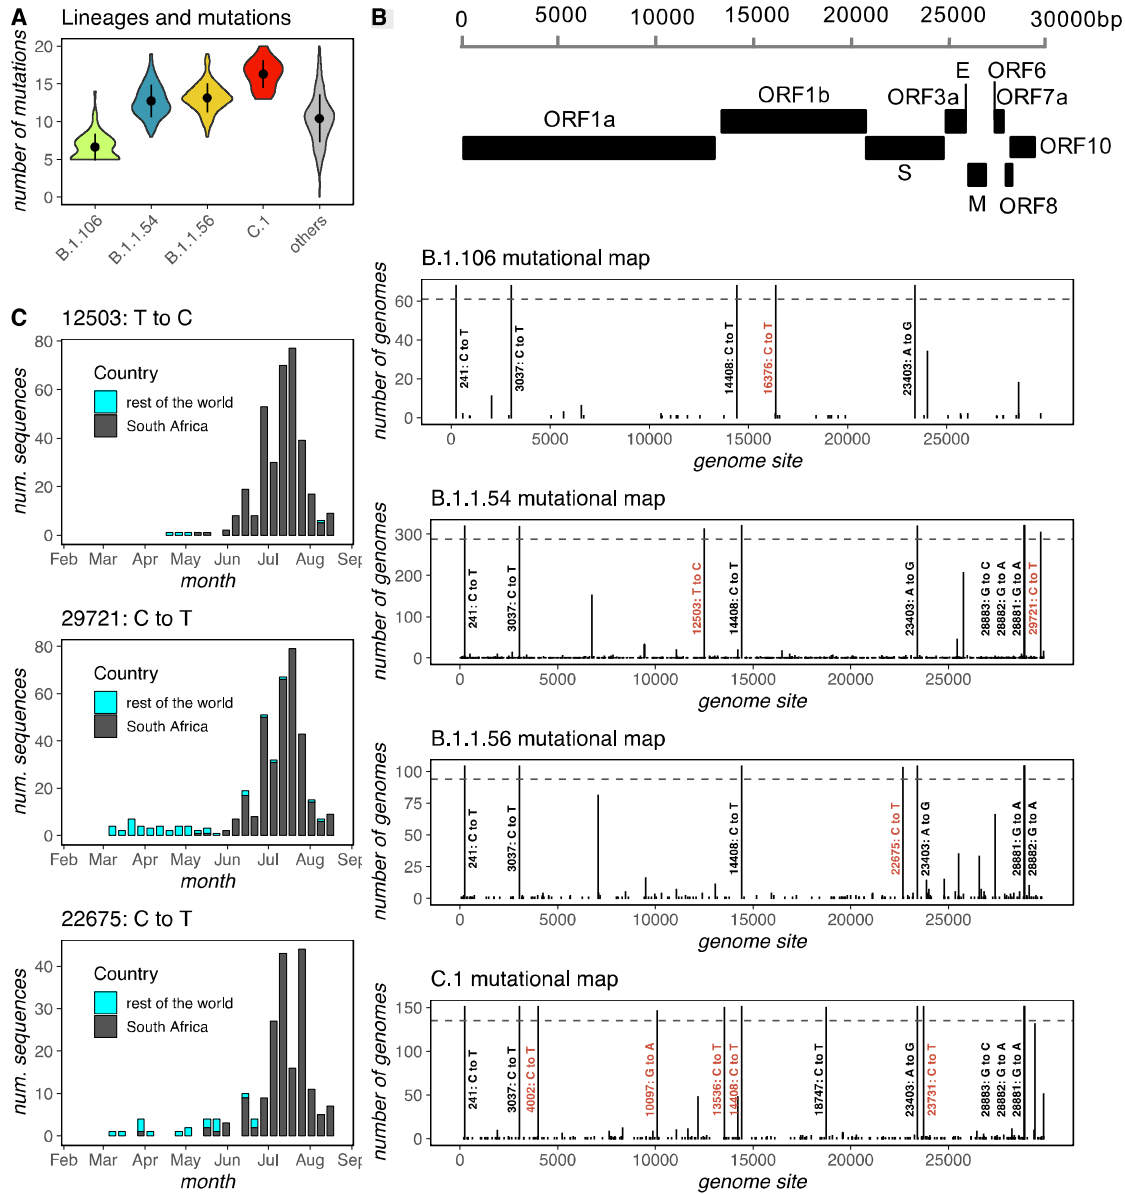 A Lineages and mutations
number of mutations
20
15
10
5
0
B.1.106
B.1.1.54
B.1.1.56
C.1
others
B
0 5000 10000 15000 20000 25000 30000bp
E ORF6
ORF1b ORF3a ORF7a
ORF1a
ORF10
S
M ORF8
B.1.106 mutational map
number of genomes
60
40
20
0
241: C to T
3037: C to T
14408: C to T
16376: C to T
23403: A to G
0 5000 10000 15000 20000 25000
genome site
B.1.1.54 mutational map
number of genomes
300
200
100
0
241: C to T
3037: C to T
12503: T to C
14408: C to T
23403: A to G
28883: G to C
28882: G to A
28881: G to A
29721: C to T
0 5000 10000 15000 20000 25000
genome site
B.1.1.56 mutational map
number of genomes
100
75
50
25
0
241: C to T
3037: C to T
14408: C to T
22675: C to T
23403: A to G
28881: G to A
28882: G to A
0 5000 10000 15000 20000 25000
genome site
C.1 mutational map
number of genomes
150
100
50
0
241: C to T
3037: C to T
4002: C to T
10097: G to A
13536: C to T
14408: C to T
18747: C to T
23403: A to G
23731: C to T
28883: G to C
28882: G to A
28881: G to A
0 5000 10000 15000 20000 25000
genome site
C 12503: T to C
num. sequences
80
60
40
20
0
Country
rest of the world
South Africa
Feb Mar Apr May Jun Jul Aug Sep
month
29721: C to T
num. sequences
80
60
40
20
0
Country
rest of the world
South Africa
Feb Mar Apr May Jun Jul Aug Sep
month
22675: C to T
num. sequences
40
30
20
10
0
Country
rest of the world
South Africa
Feb Mar Apr May Jun Jul Aug Sep
month